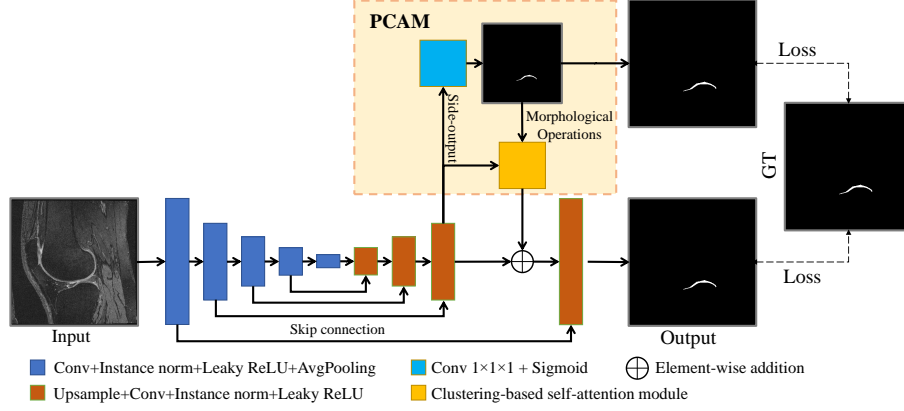 PCAM
Side-output
Morphological
Operations
Loss
GT
Loss
Input
Skip connection
Output
Conv+Instance norm+Leaky ReLU+AvgPooling
Conv 1×1×1 + Sigmoid
Element-wise addition
Upsample+Conv+Instance norm+Leaky ReLU
Clustering-based self-attention module